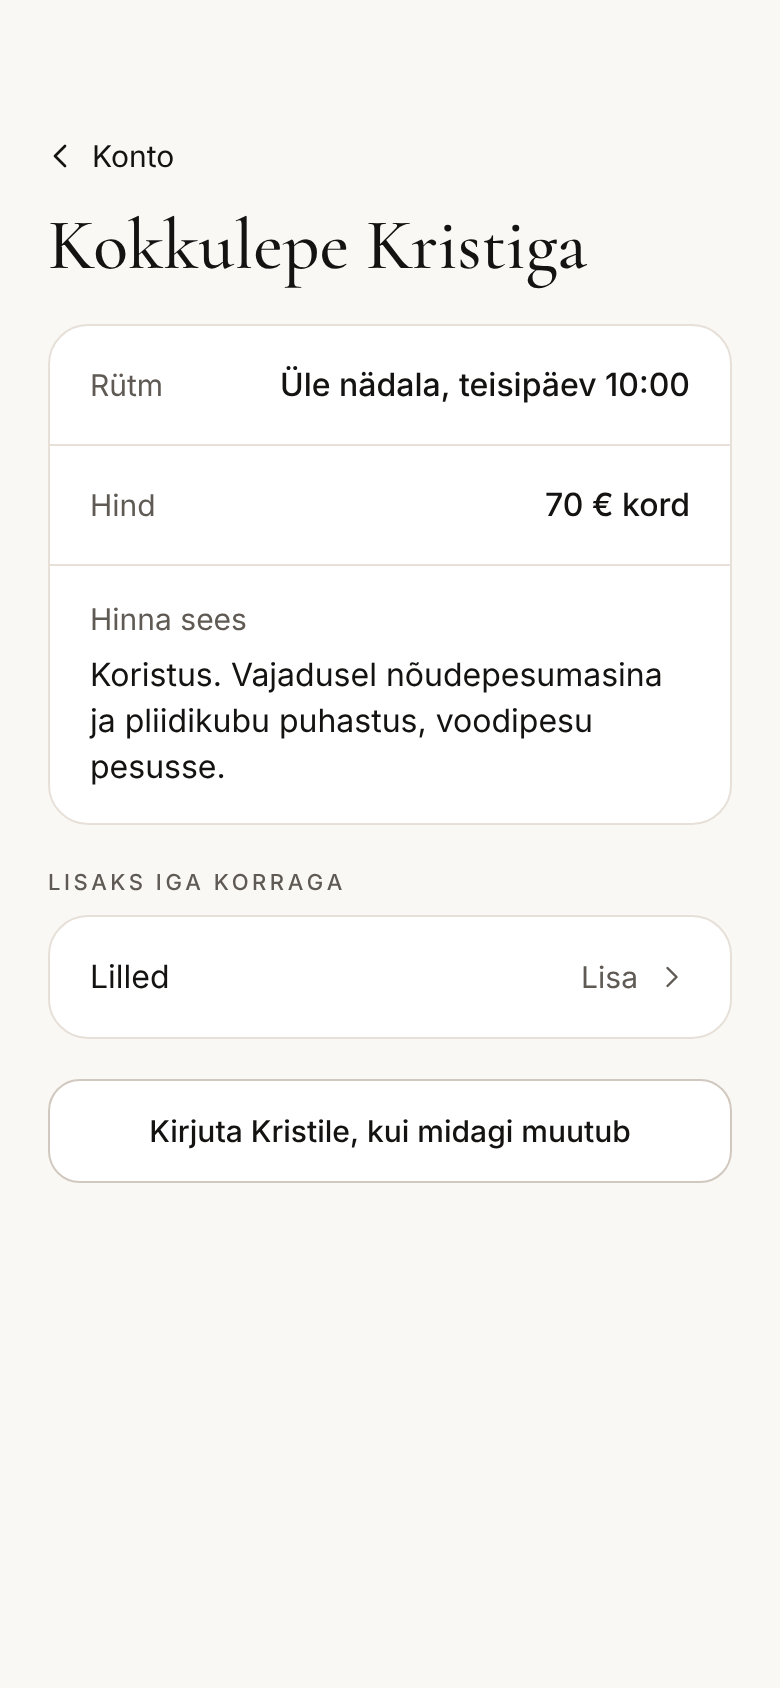 Konto
Kokkulepe Kristiga
Rütm Üle nädala, teisipäev 10:00
Hind 70 € kord
Hinna sees
Koristus. Vajadusel nõudepesumasina
ja pliidikubu puhastus, voodipesu
pesusse.
LISAKS IGA KORRAGA
Lilled Lisa
Kirjuta Kristile, kui midagi muutub